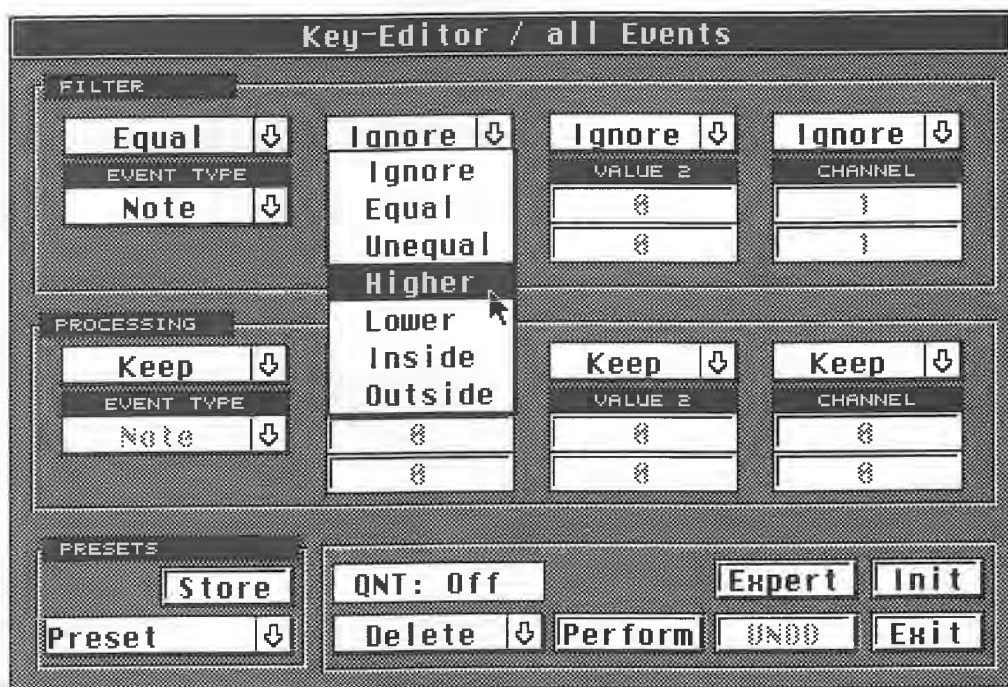 Key-Editor / all Events
FILTER
Equal
Ignore
Ignore
Ignore
EVENT TYPE
VALUE 2
CHANNEL
Note
0
1
0
1
Ignore
Equal
Unequal
Higher
Lower
Inside
Outside
PROCESSING
Keep
Keep
Keep
EVENT TYPE
VALUE 2
CHANNEL
Note
0
0
0
0
0
0
PRESETS
Store
Preset
QNT: Off
Expert
Init
Delete
Perform
UNDO
Exit